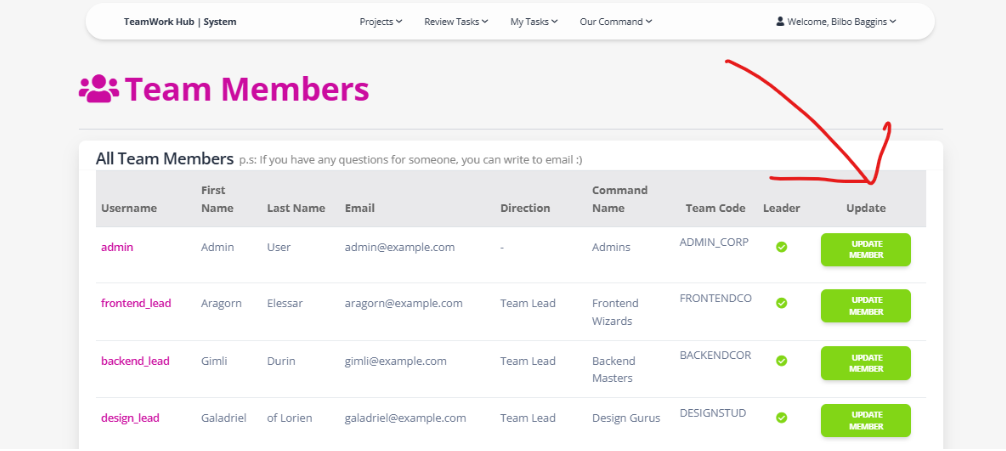 TeamWork Hub | System Projects Review Tasks My Tasks Our Command Welcome, Bilbo Baggins
Team Members
All Team Members p.s: If you have any questions for someone, you can write to email :)
Username First Name Last Name Email Direction Command Name Team Code Leader Update
admin Admin User admin@example.com - Admins ADMIN_CORP UPDATE MEMBER
frontend_lead Aragorn Elessar aragorn@example.com Team Lead Frontend Wizards FRONTENDCO UPDATE MEMBER
backend_lead Gimli Durin gimli@example.com Team Lead Backend Masters BACKENDCOR UPDATE MEMBER
design_lead Galadriel of Lorien galadriel@example.com Team Lead Design Gurus DESIGNSTUD UPDATE MEMBER